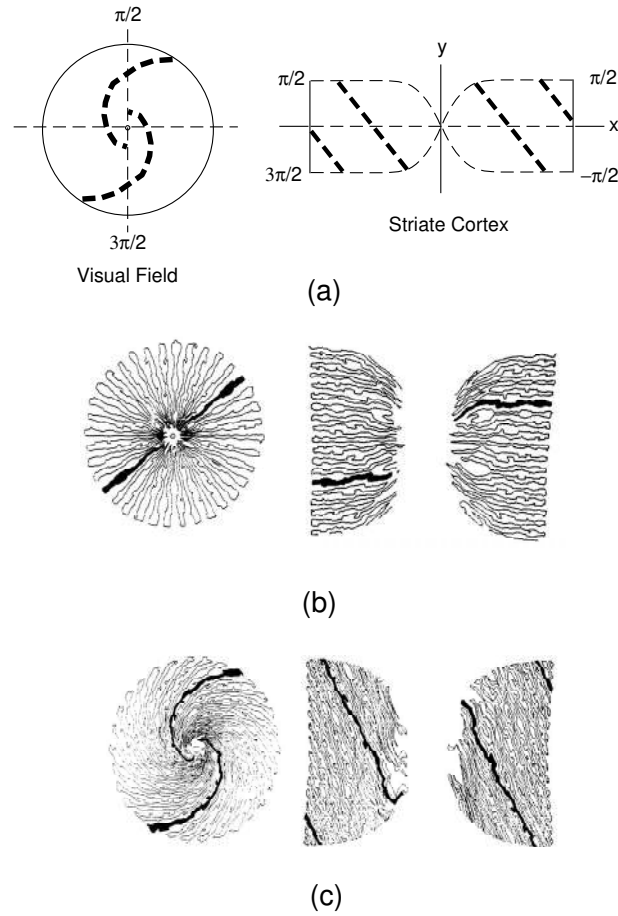 π/2
y
π/2
π/2
x
3π/2
−π/2
3π/2
Striate Cortex
Visual Field
(a)
(b)
(c)